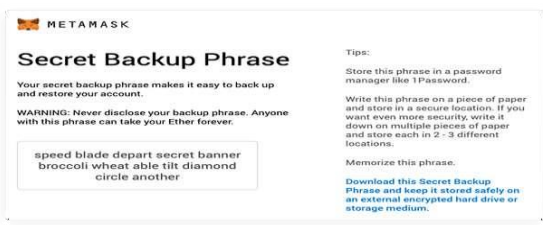 METAMASK
Secret Backup Phrase
Your secret backup phrase makes it easy to back up
and restore your account.
WARNING: Never disclose your backup phrase. Anyone
with this phrase can take your Ether forever.
speed blade depart secret banner
broccoli wheat able tilt diamond
circle another
Tips:
Store this phrase in a password
manager like 1Password.
Write this phrase on a piece of paper
and store in a secure location. If you
want even more security, write it
down on multiple pieces of paper
and store each in 2 - 3 different
locations.
Memorize this phrase.
Download this Secret Backup
Phrase and keep it stored safely on
an external encrypted hard drive or
storage medium.